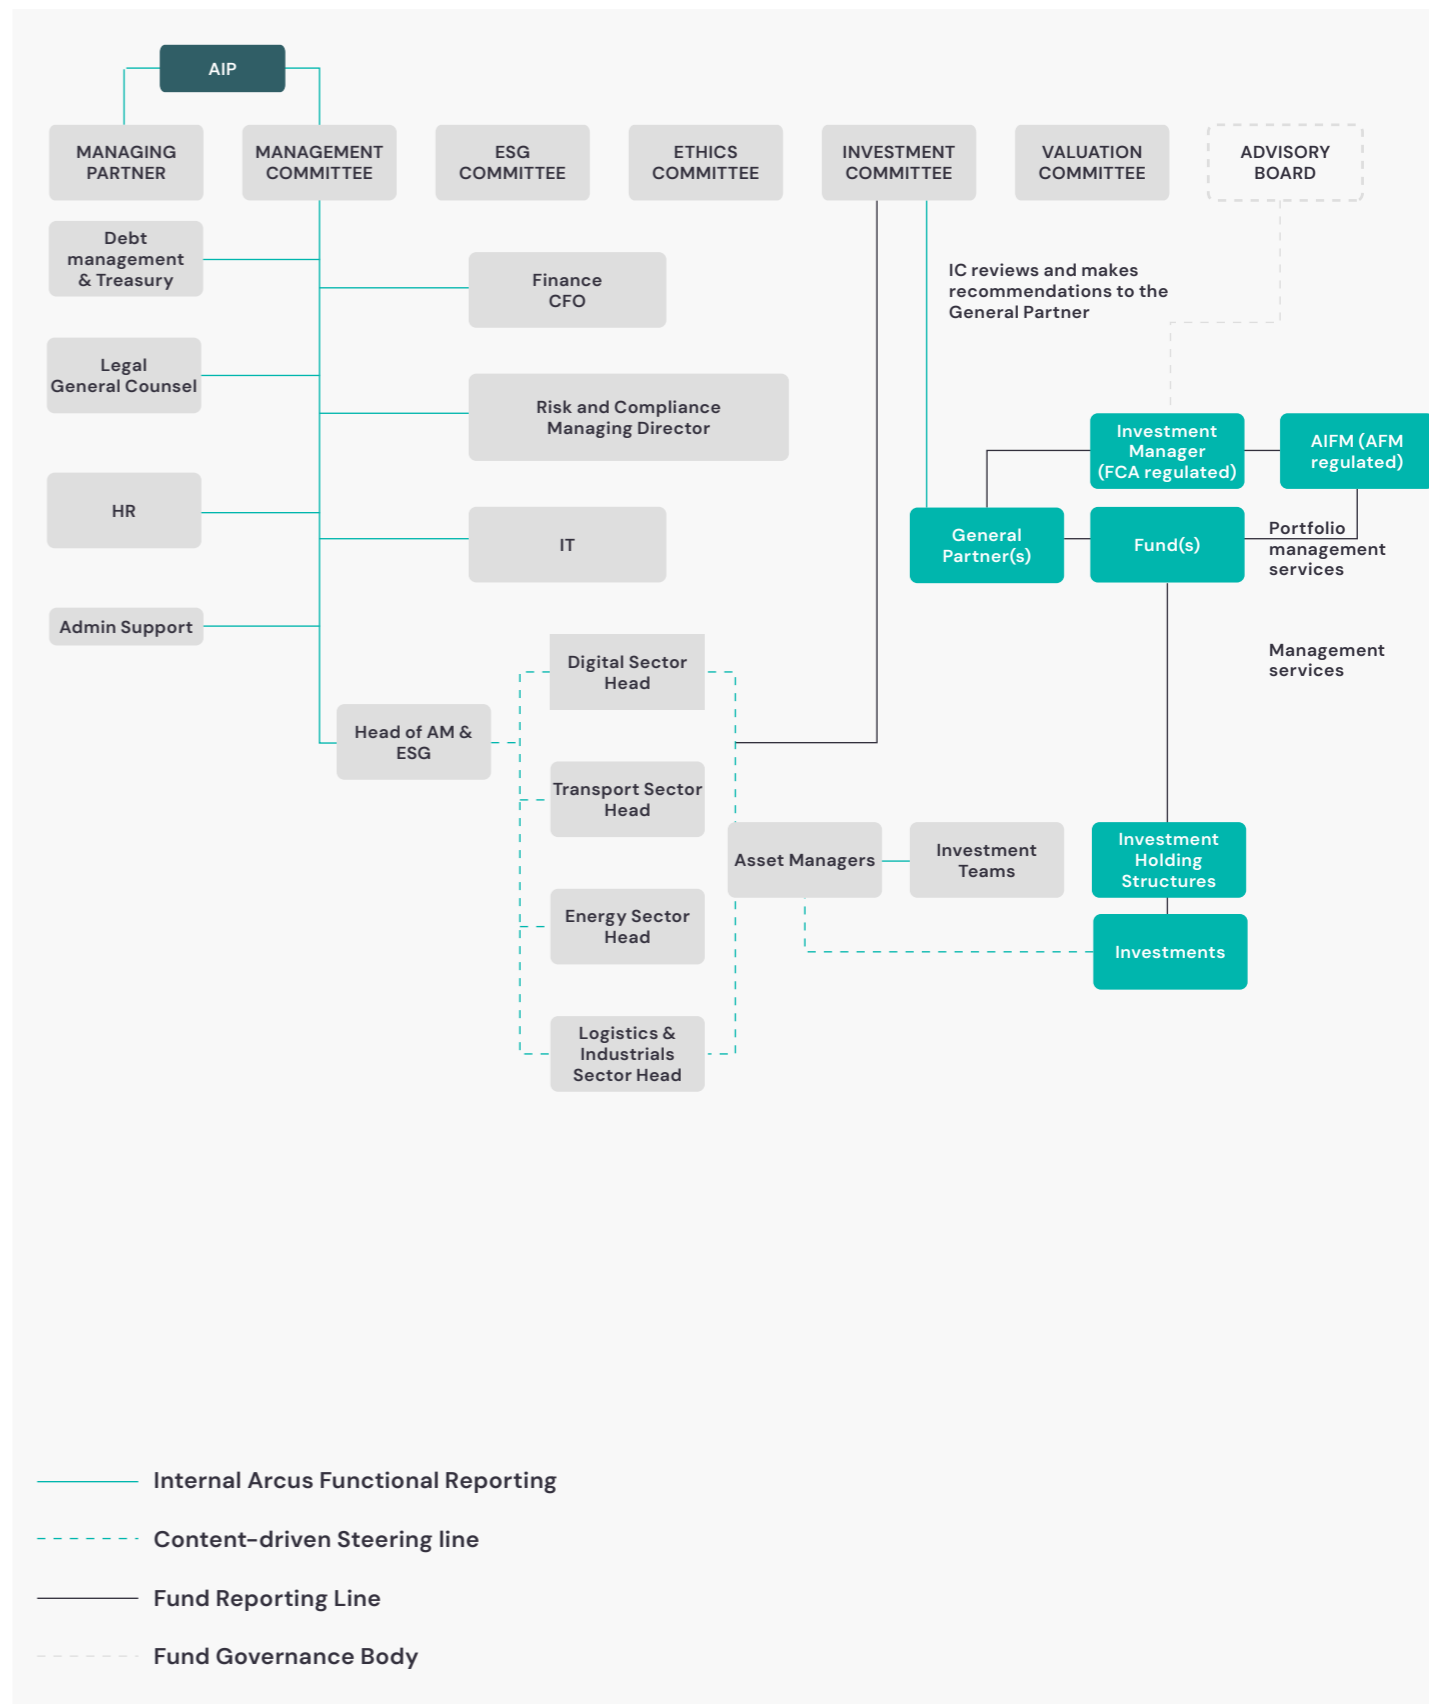 AIP
MANAGING
PARTNER
MANAGEMENT
COMMITTEE
ESG
COMMITTEE
ETHICS
COMMITTEE
INVESTMENT
COMMITTEE
VALUATION
COMMITTEE
ADVISORY
BOARD
Debt
management
& Treasury
Finance
CFO
IC reviews and makes
recommendations to the
General Partner
Legal
General Counsel
Risk and Compliance
Managing Director
Investment
Manager
(FCA regulated)
AIFM (AFM
regulated)
HR
IT
General
Partner(s)
Fund(s)
Portfolio
management
services
Admin Support
Digital Sector
Head
Management
services
Head of AM &
ESG
Transport Sector
Head
Asset Managers
Investment
Teams
Investment
Holding
Structures
Energy Sector
Head
Investments
Logistics &
Industrials
Sector Head
Internal Arcus Functional Reporting
Content-driven Steering line
Fund Reporting Line
Fund Governance Body